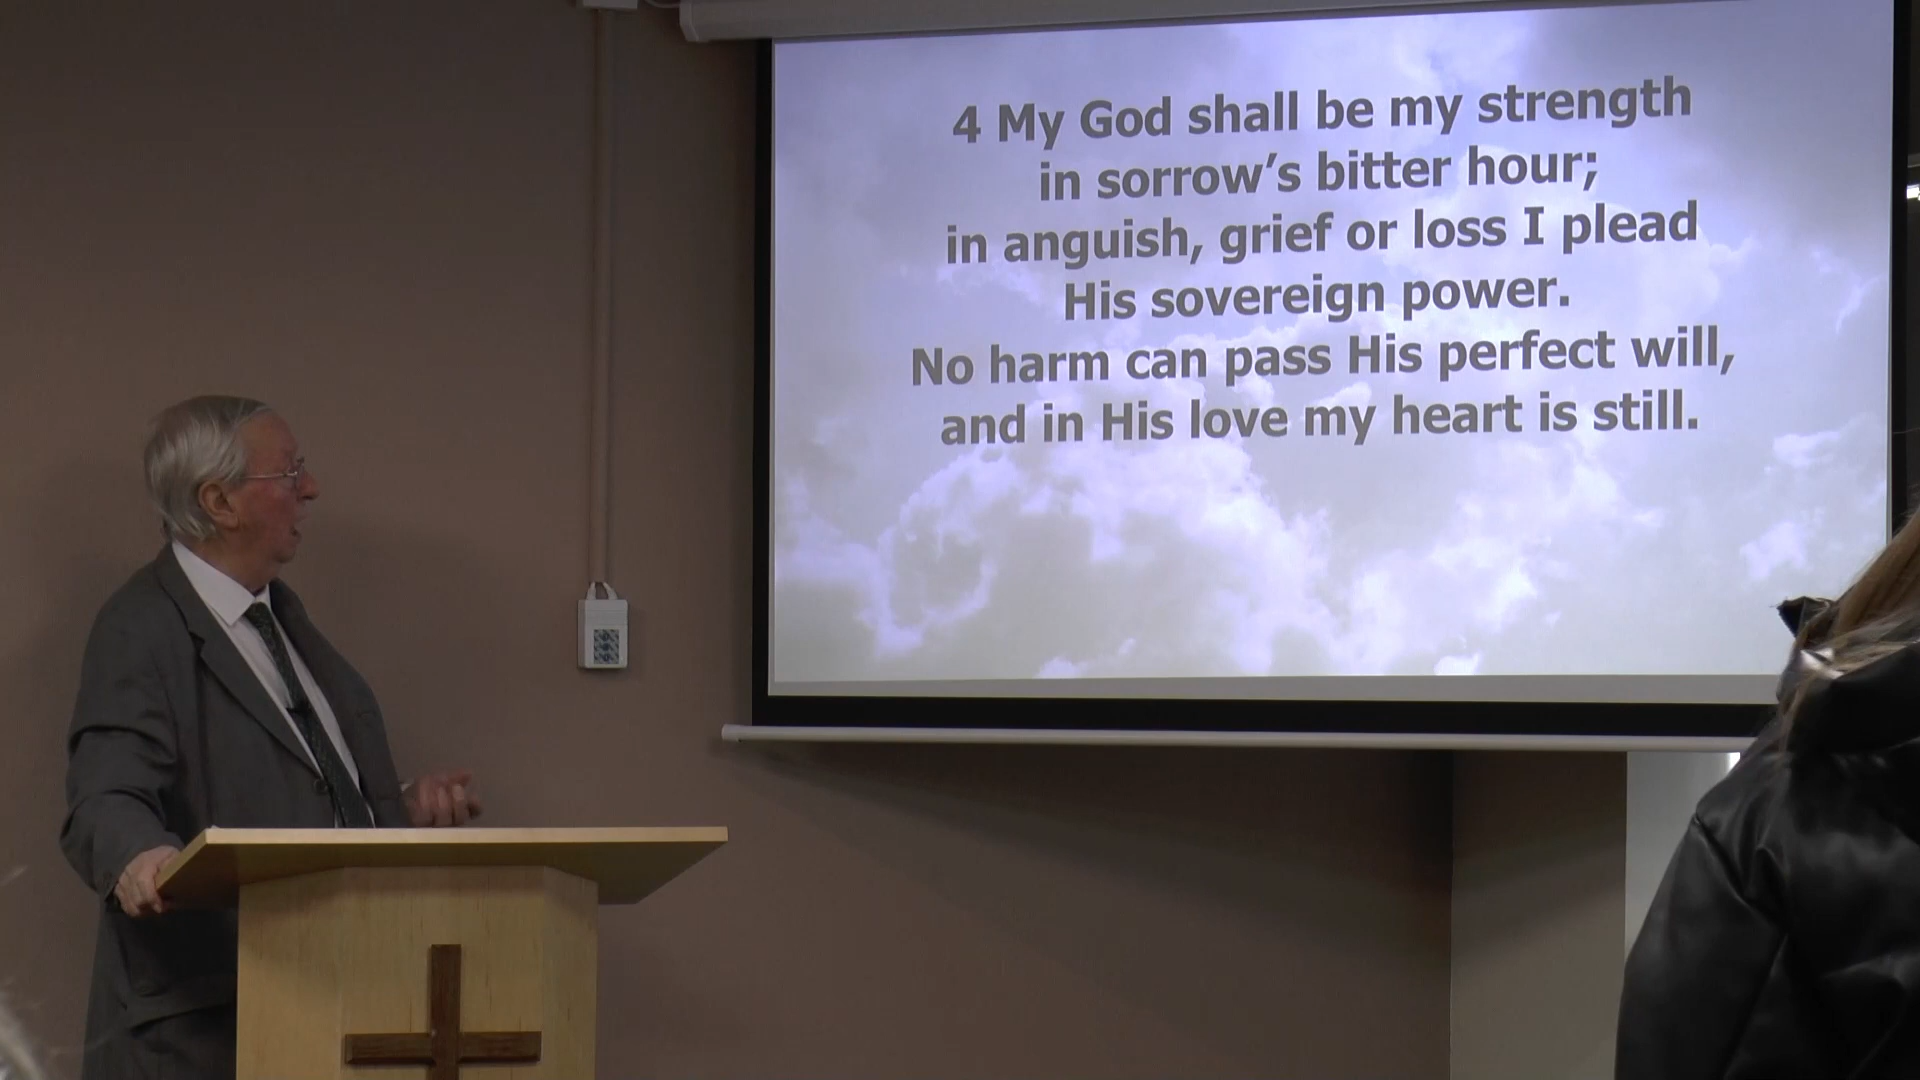 4 My God shall be my strength
in sorrow’s bitter hour;
in anguish, grief or loss I plead
His sovereign power.
No harm can pass His perfect will,
and in His love my heart is still.